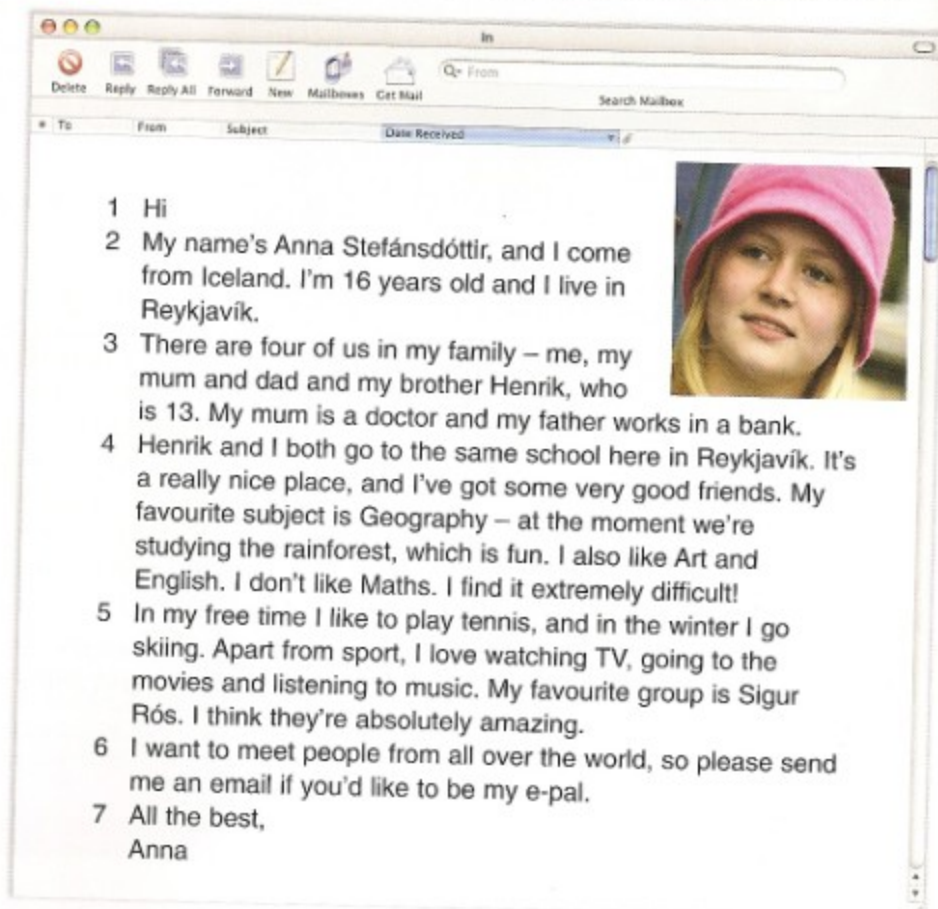 In
Delete Reply Reply All Forward New Mailboxes Get Mail From
Search Mailbox
To From Subject Date Received
1 Hi
2 My name's Anna Stefánsdóttir, and I come
from Iceland. I'm 16 years old and I live in
Reykjavík.
3 There are four of us in my family – me, my
mum and dad and my brother Henrik, who
is 13. My mum is a doctor and my father works in a bank.
4 Henrik and I both go to the same school here in Reykjavík. It's
a really nice place, and I've got some very good friends. My
favourite subject is Geography – at the moment we're
studying the rainforest, which is fun. I also like Art and
English. I don't like Maths. I find it extremely difficult!
5 In my free time I like to play tennis, and in the winter I go
skiing. Apart from sport, I love watching TV, going to the
movies and listening to music. My favourite group is Sigur
Rós. I think they're absolutely amazing.
6 I want to meet people from all over the world, so please send
me an email if you'd like to be my e-pal.
7 All the best,
Anna